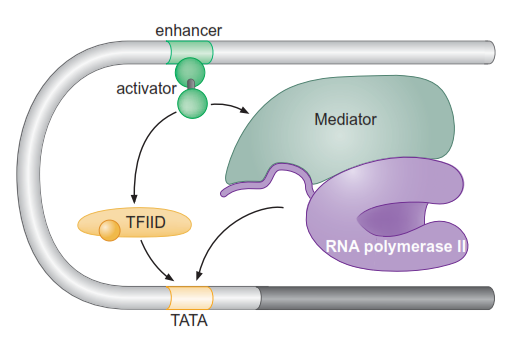 enhancer
activator
Mediator
TFIID
RNA polymerase II
TATA